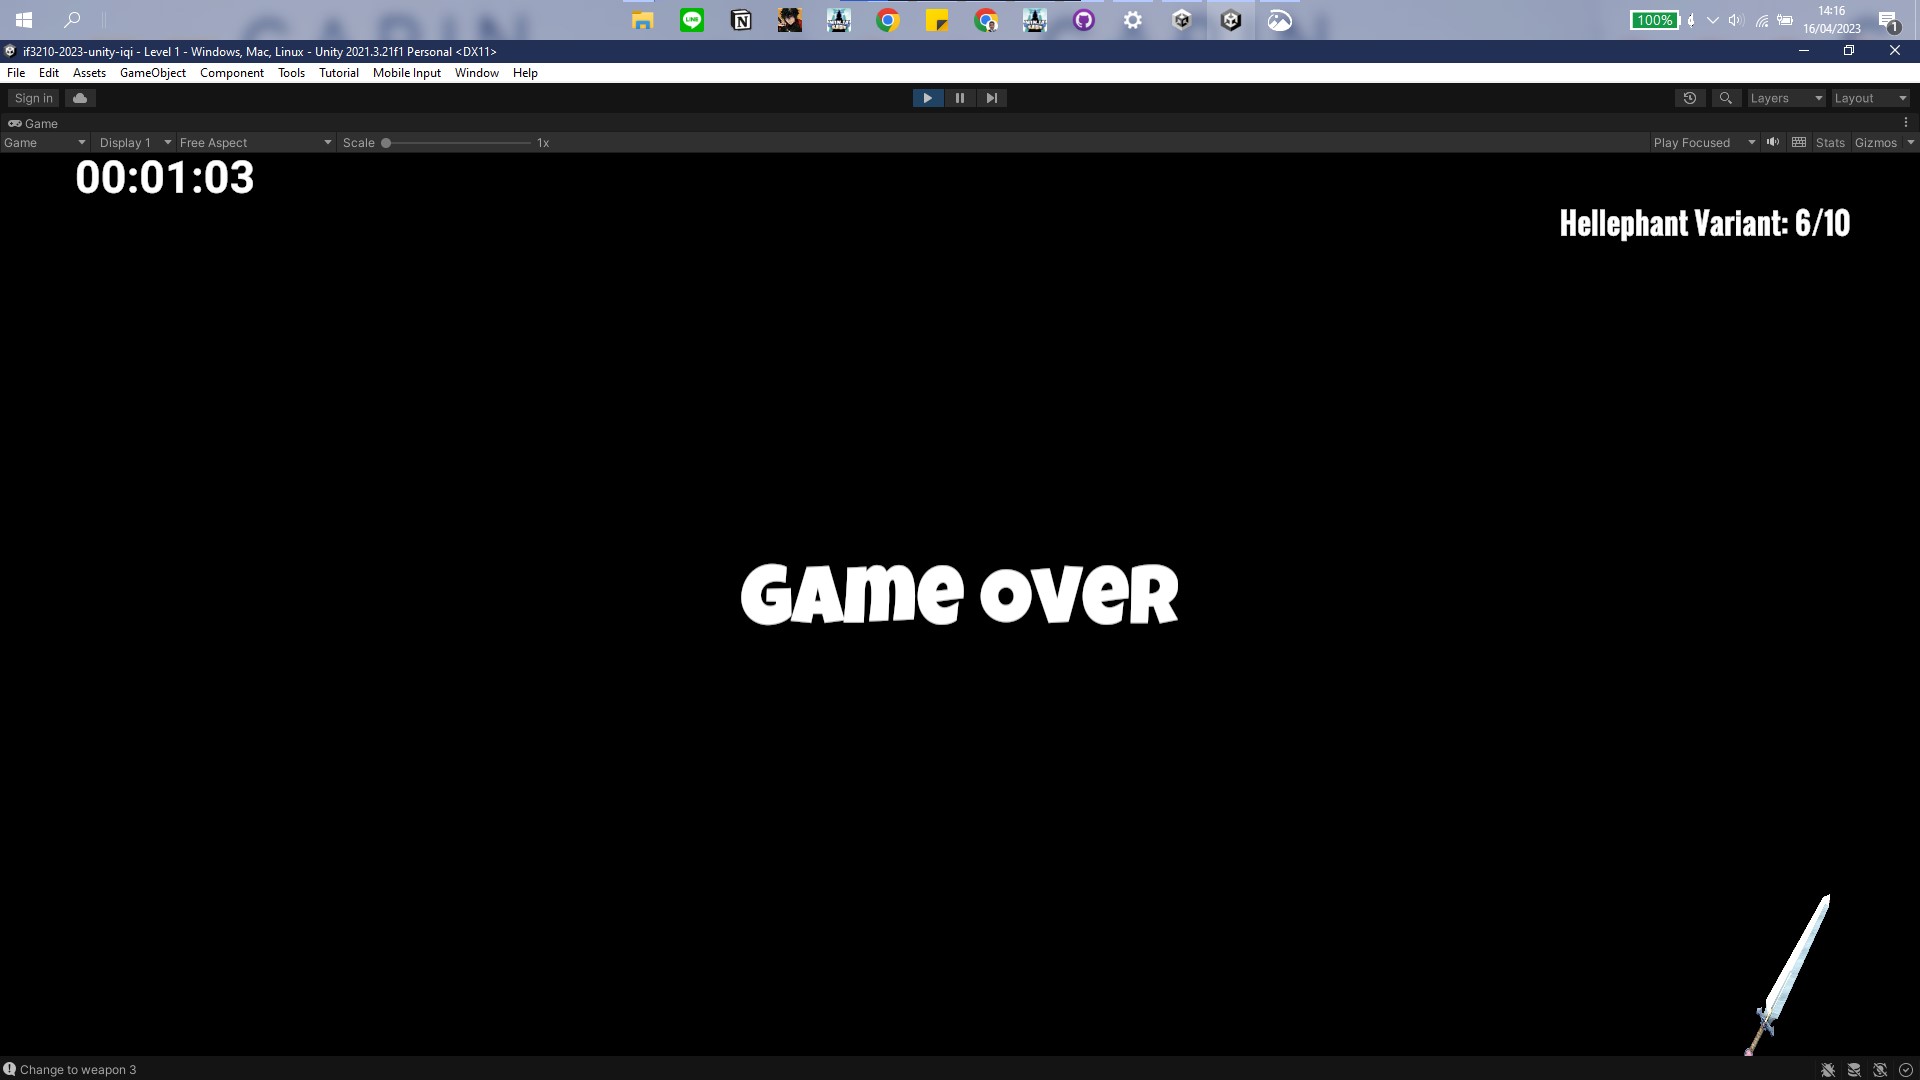 100%
14:16
16/04/2023
1
if3210-2023-unity-iqi - Level 1 - Windows, Mac, Linux - Unity 2021.3.21f1 Personal <DX11>
File Edit Assets GameObject Component Tools Tutorial Mobile Input Window Help
Sign in
Layers Layout
Game
Game Display 1 Free Aspect Scale 1x Play Focused Stats Gizmos
00:01:03
Hellephant Variant: 6/10
Game Over
Change to weapon 3